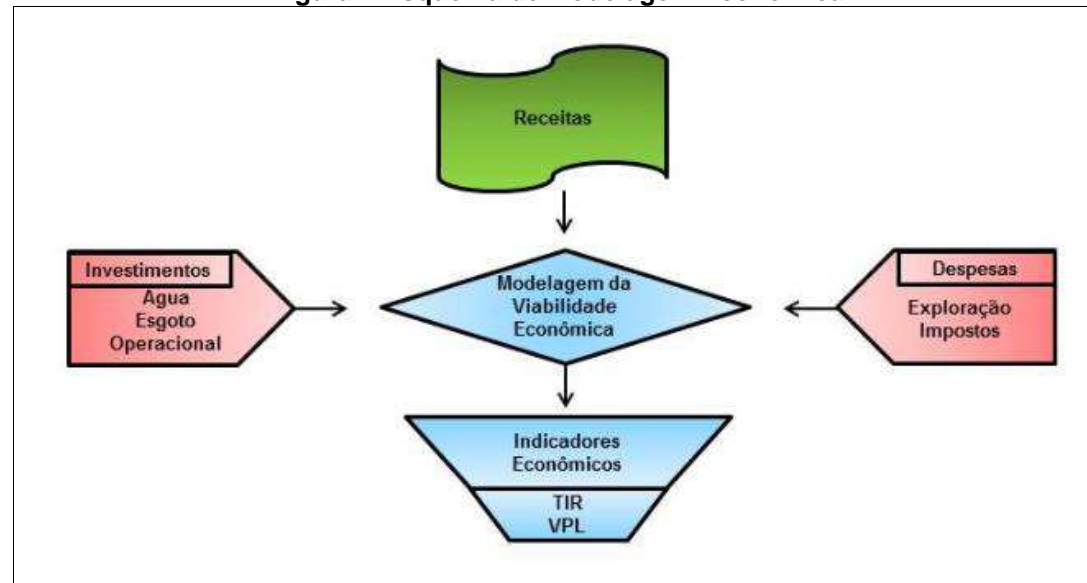 Receitas
Investimentos
Agua
Esgoto
Operacional
Modelagem da
Viabilidade
Econômica
Despesas
Exploração
Impostos
Indicadores
Econômicos
TIR
VPL